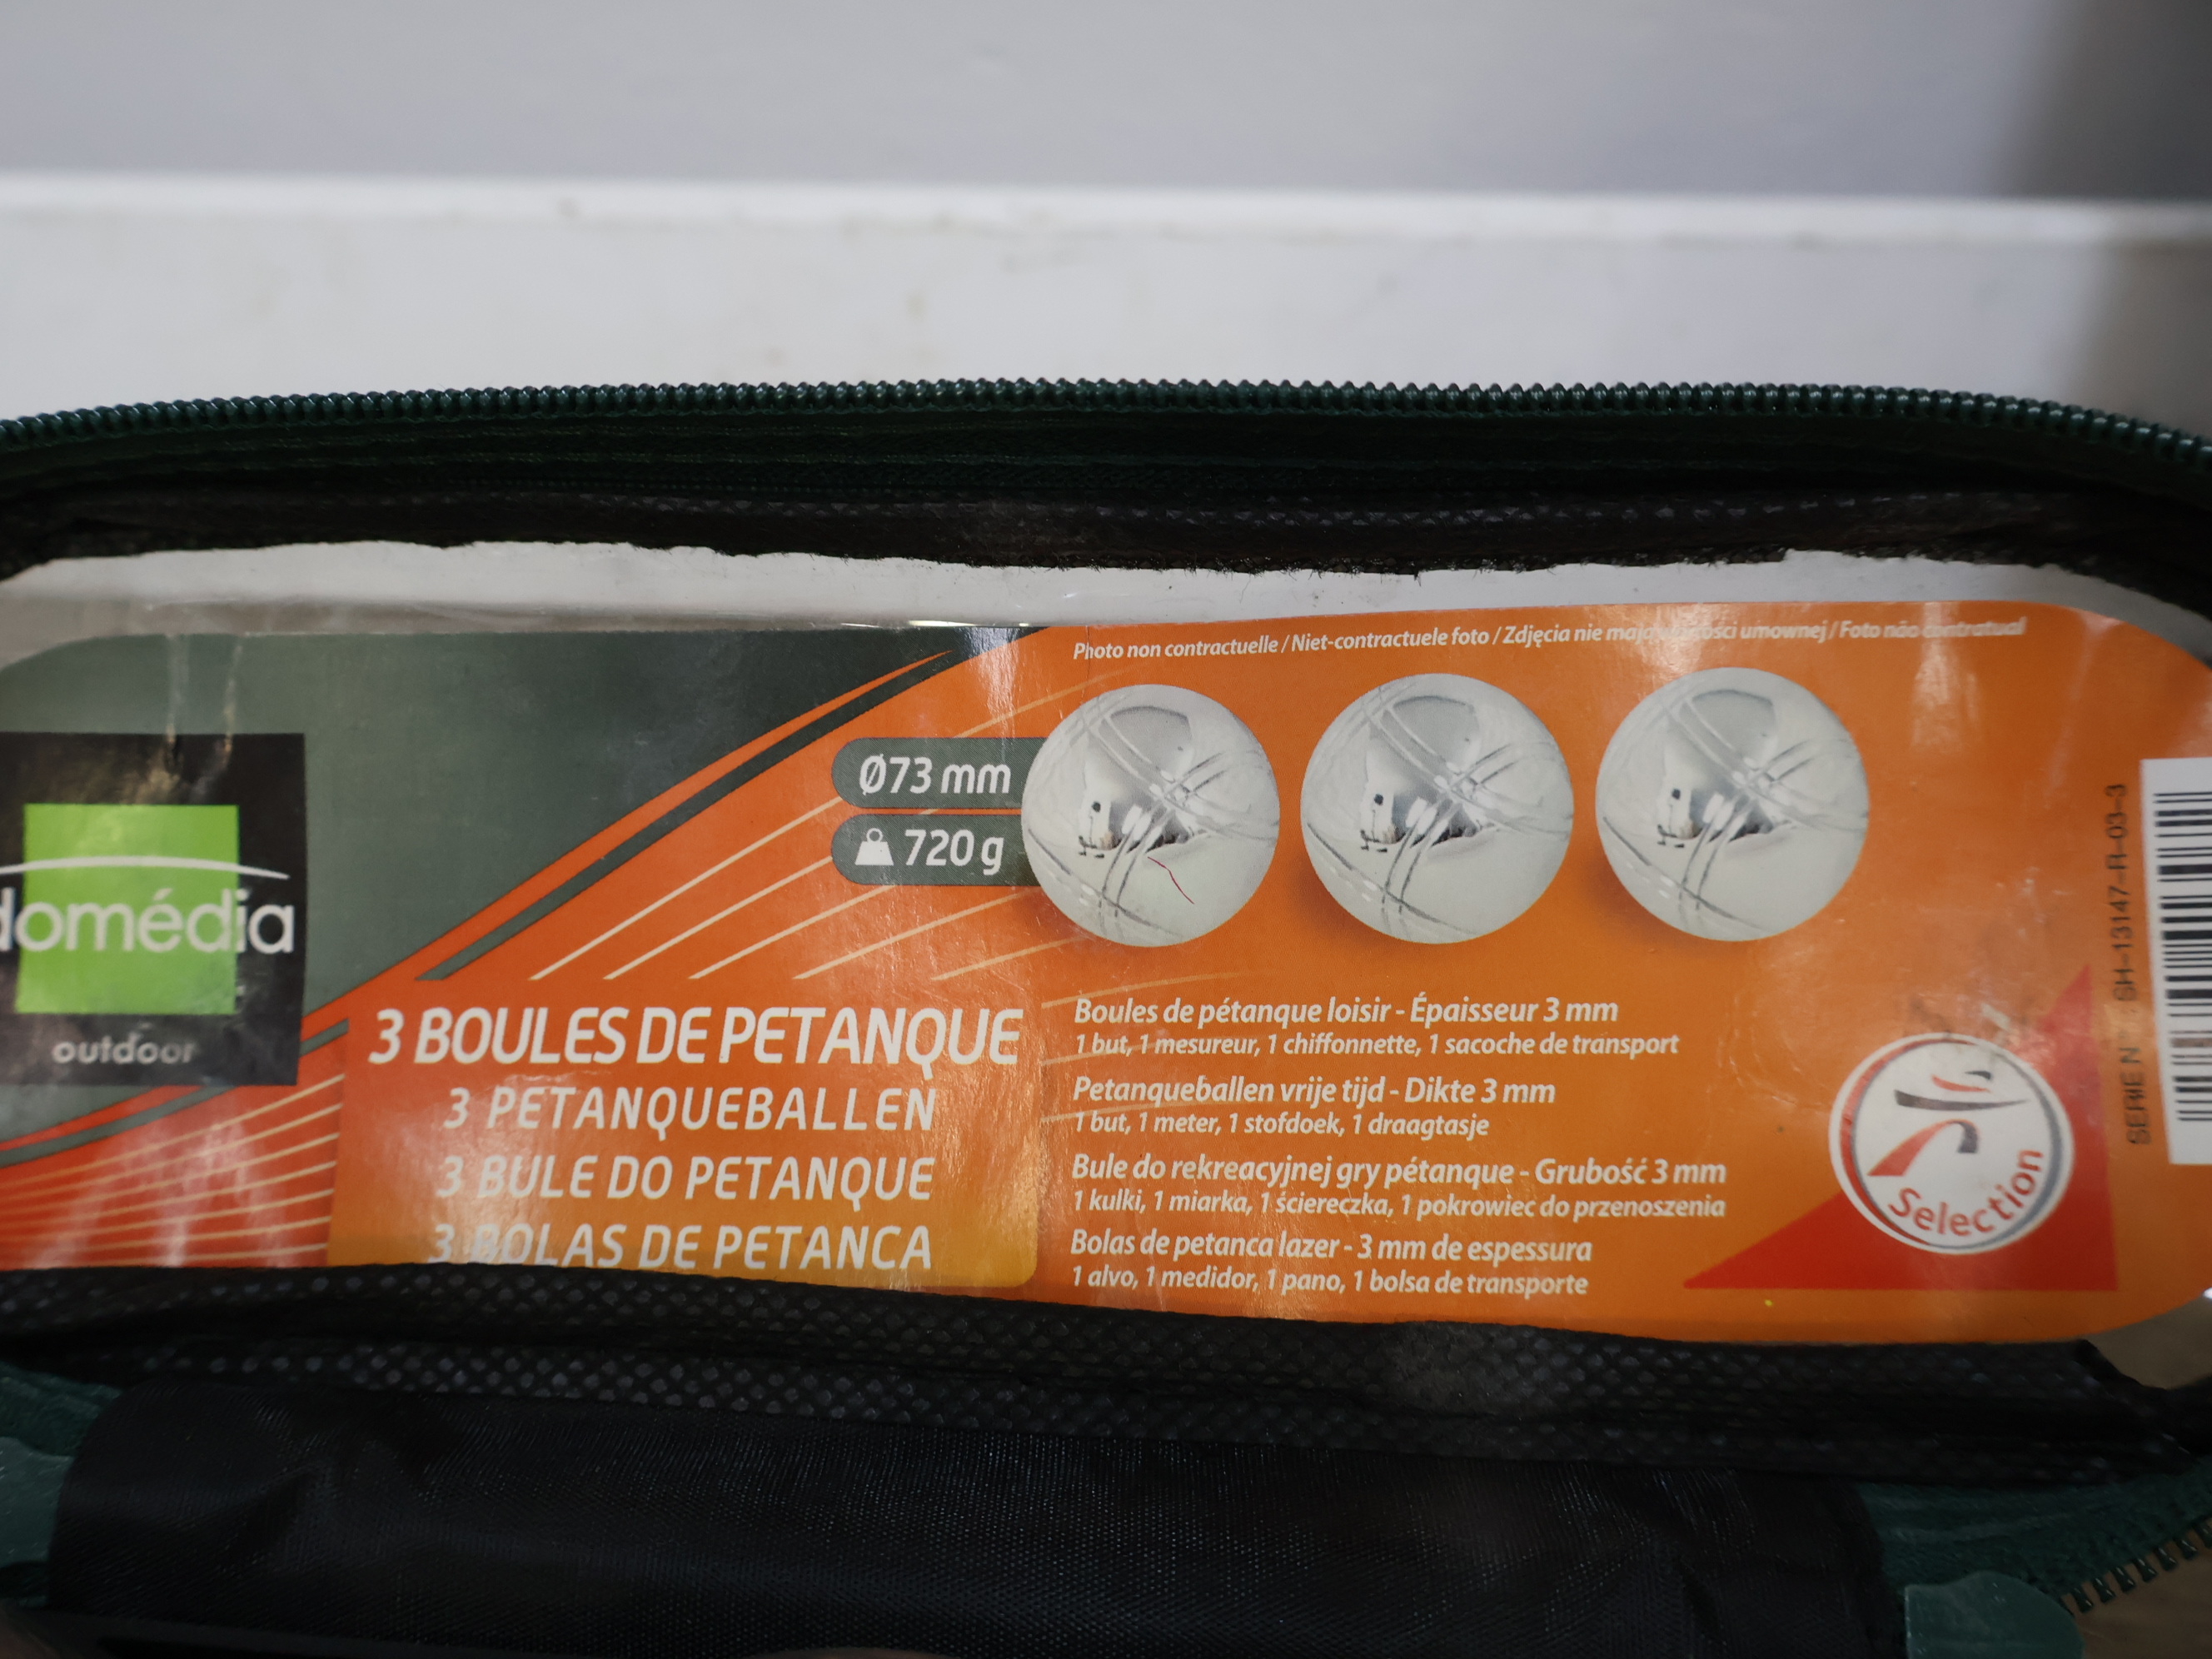 Photo non contractuelle / Niet-contractuele foto / Zdjęcia nie mają umownej / Foto não contratual
Ø73 mm
720 g
domédia
outdoor
3 BOULES DE PETANQUE
3 PETANQUEBALLEN
3 BULE DO PETANQUE
3 BOLAS DE PETANCA
Boules de pétanque loisir - Épaisseur 3 mm
1 but, 1 mesureur, 1 chiffonnette, 1 sacoche de transport
Petanqueballen vrije tijd - Dikte 3 mm
1 but, 1 meter, 1 stofdoek, 1 draagtasje
Bule do rekreacyjnej gry pétanque - Grubość 3 mm
1 kulki, 1 miarka, 1 ściereczka, 1 pokrowiec do przenoszenia
Bolas de petanca lazer - 3 mm de espessura
1 alvo, 1 medidor, 1 pano, 1 bolsa de transporte
Selection
SERIE N° SH-13147-R-03-3